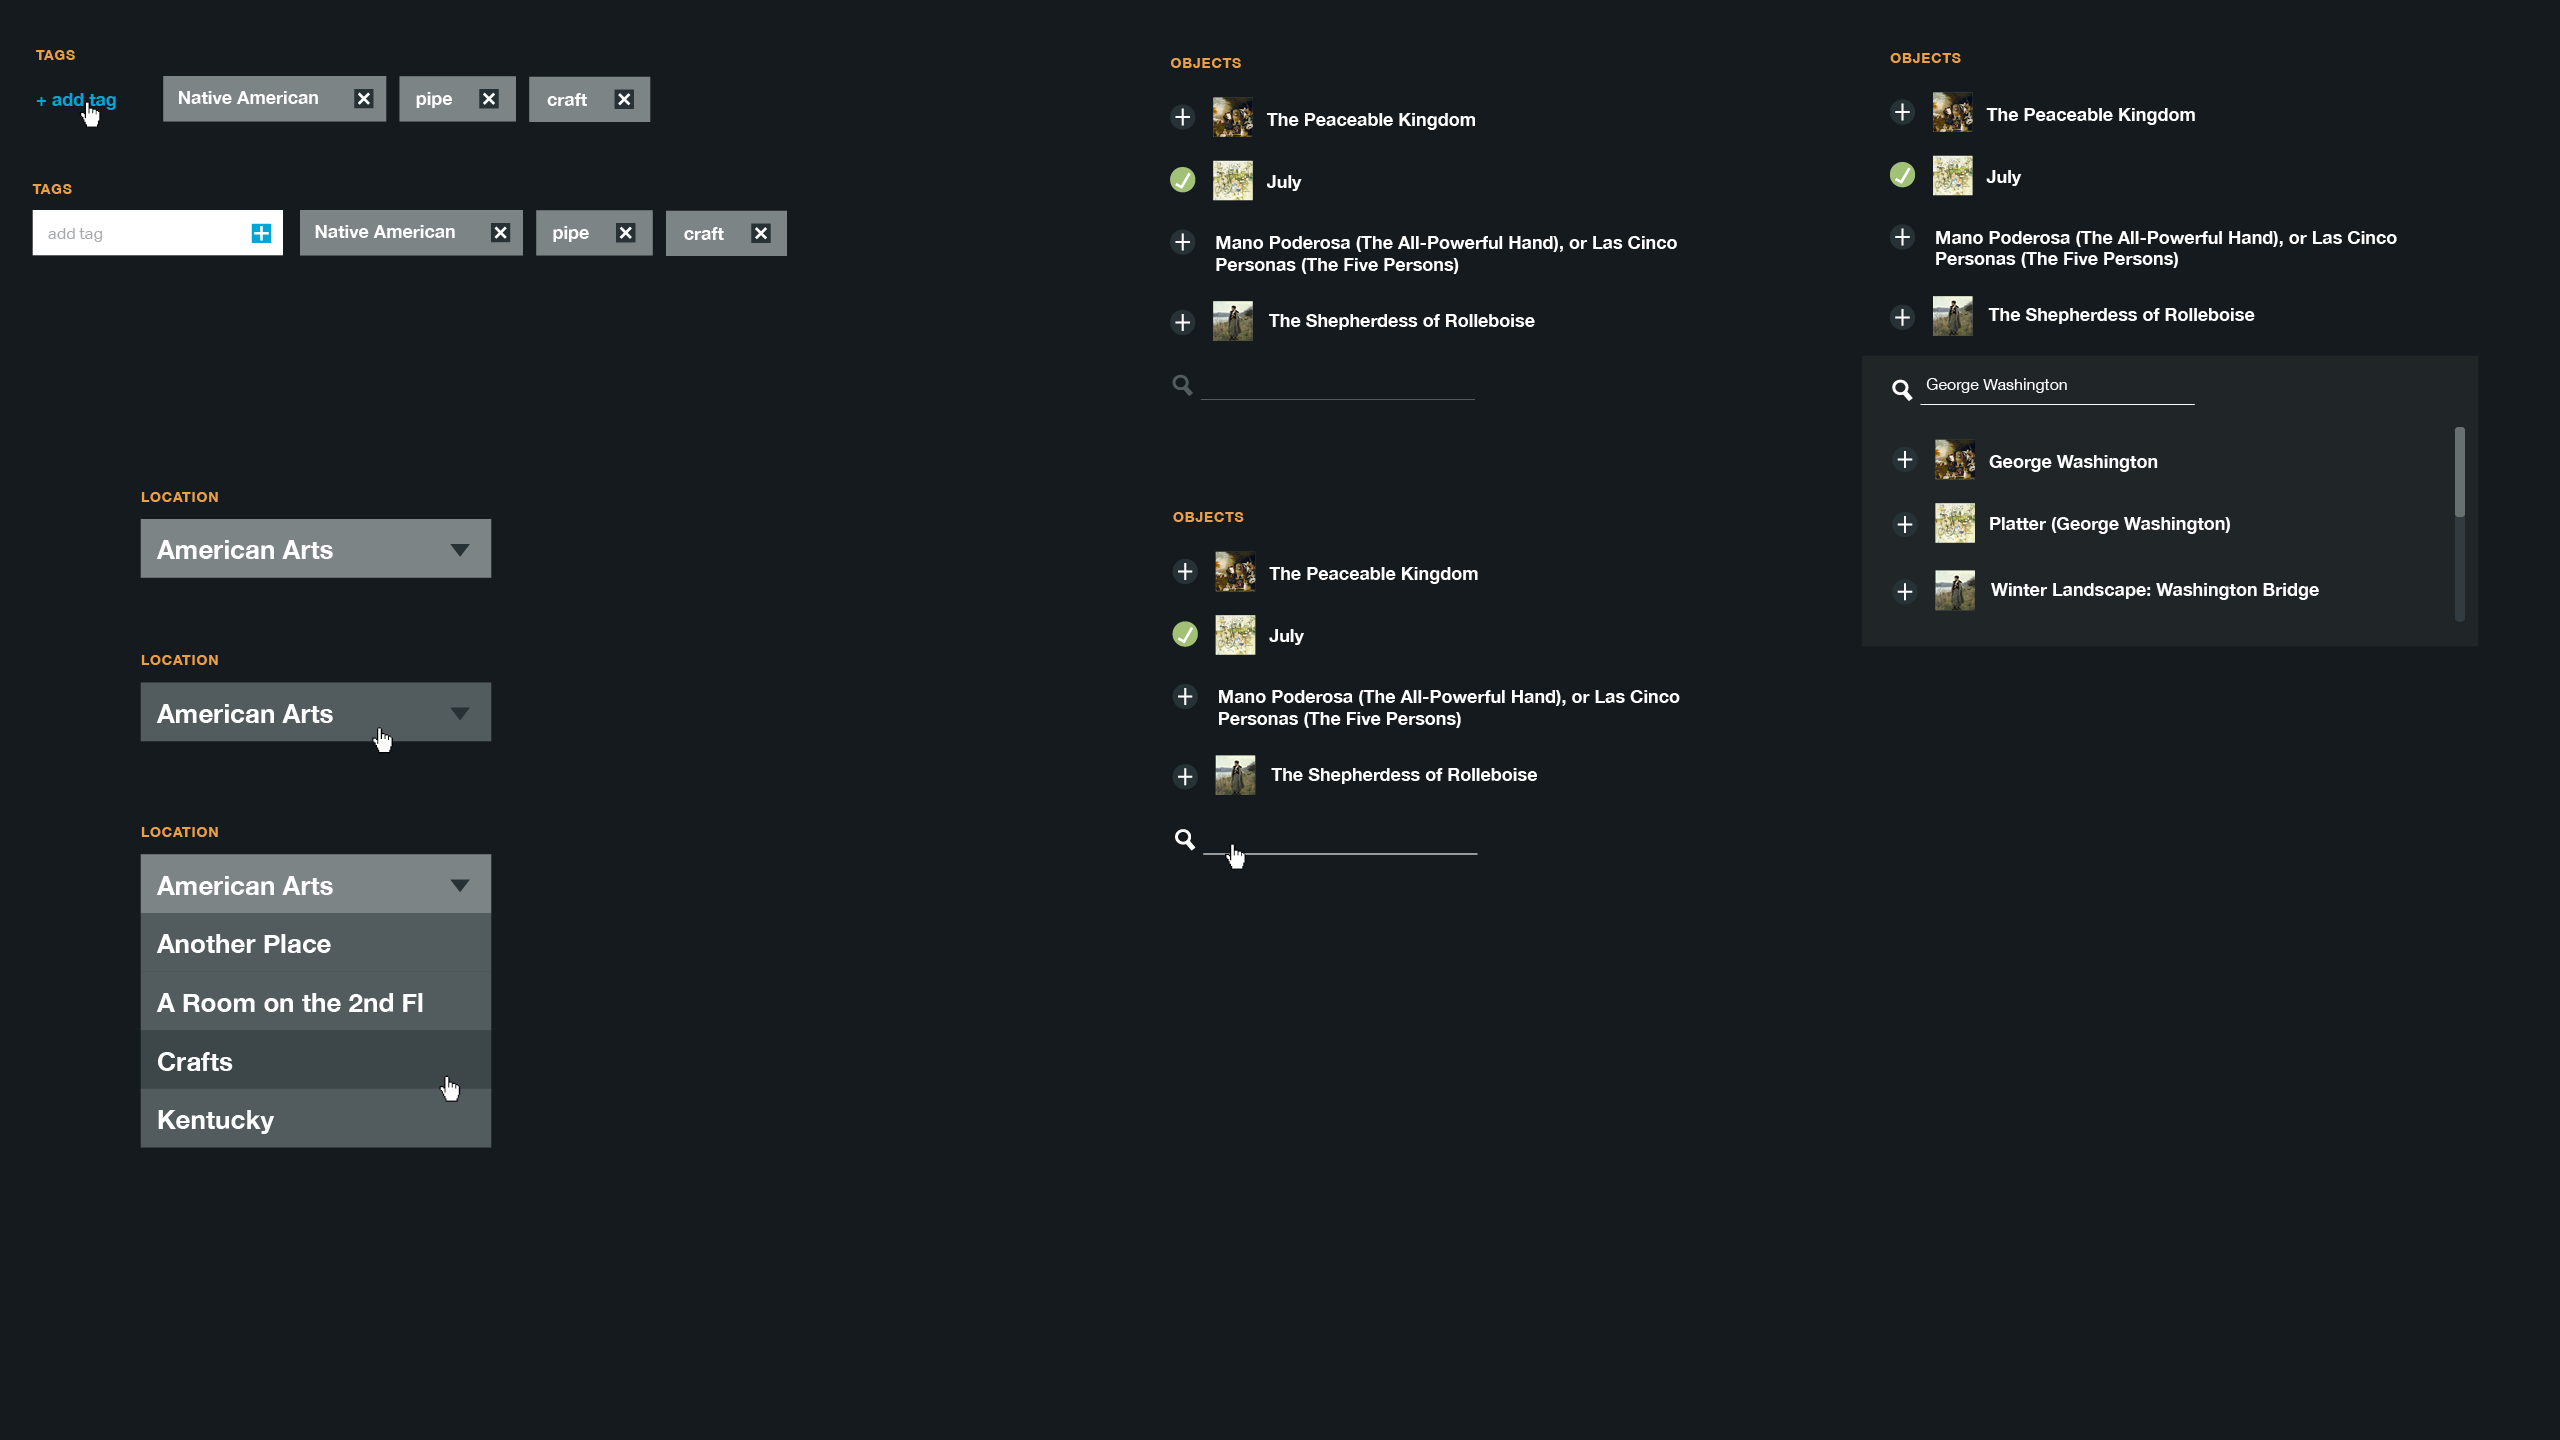 TAGS
+ add tag
Native American
pipe
craft
TAGS
add tag
Native American
pipe
craft
LOCATION
American Arts
LOCATION
American Arts
LOCATION
American Arts
Another Place
A Room on the 2nd Fl
Crafts
Kentucky
OBJECTS
The Peaceable Kingdom
July
Mano Poderosa (The All-Powerful Hand), or Las Cinco
Personas (The Five Persons)
The Shepherdess of Rolleboise
OBJECTS
The Peaceable Kingdom
July
Mano Poderosa (The All-Powerful Hand), or Las Cinco
Personas (The Five Persons)
The Shepherdess of Rolleboise
OBJECTS
The Peaceable Kingdom
July
Mano Poderosa (The All-Powerful Hand), or Las Cinco
Personas (The Five Persons)
The Shepherdess of Rolleboise
George Washington
George Washington
Platter (George Washington)
Winter Landscape: Washington Bridge